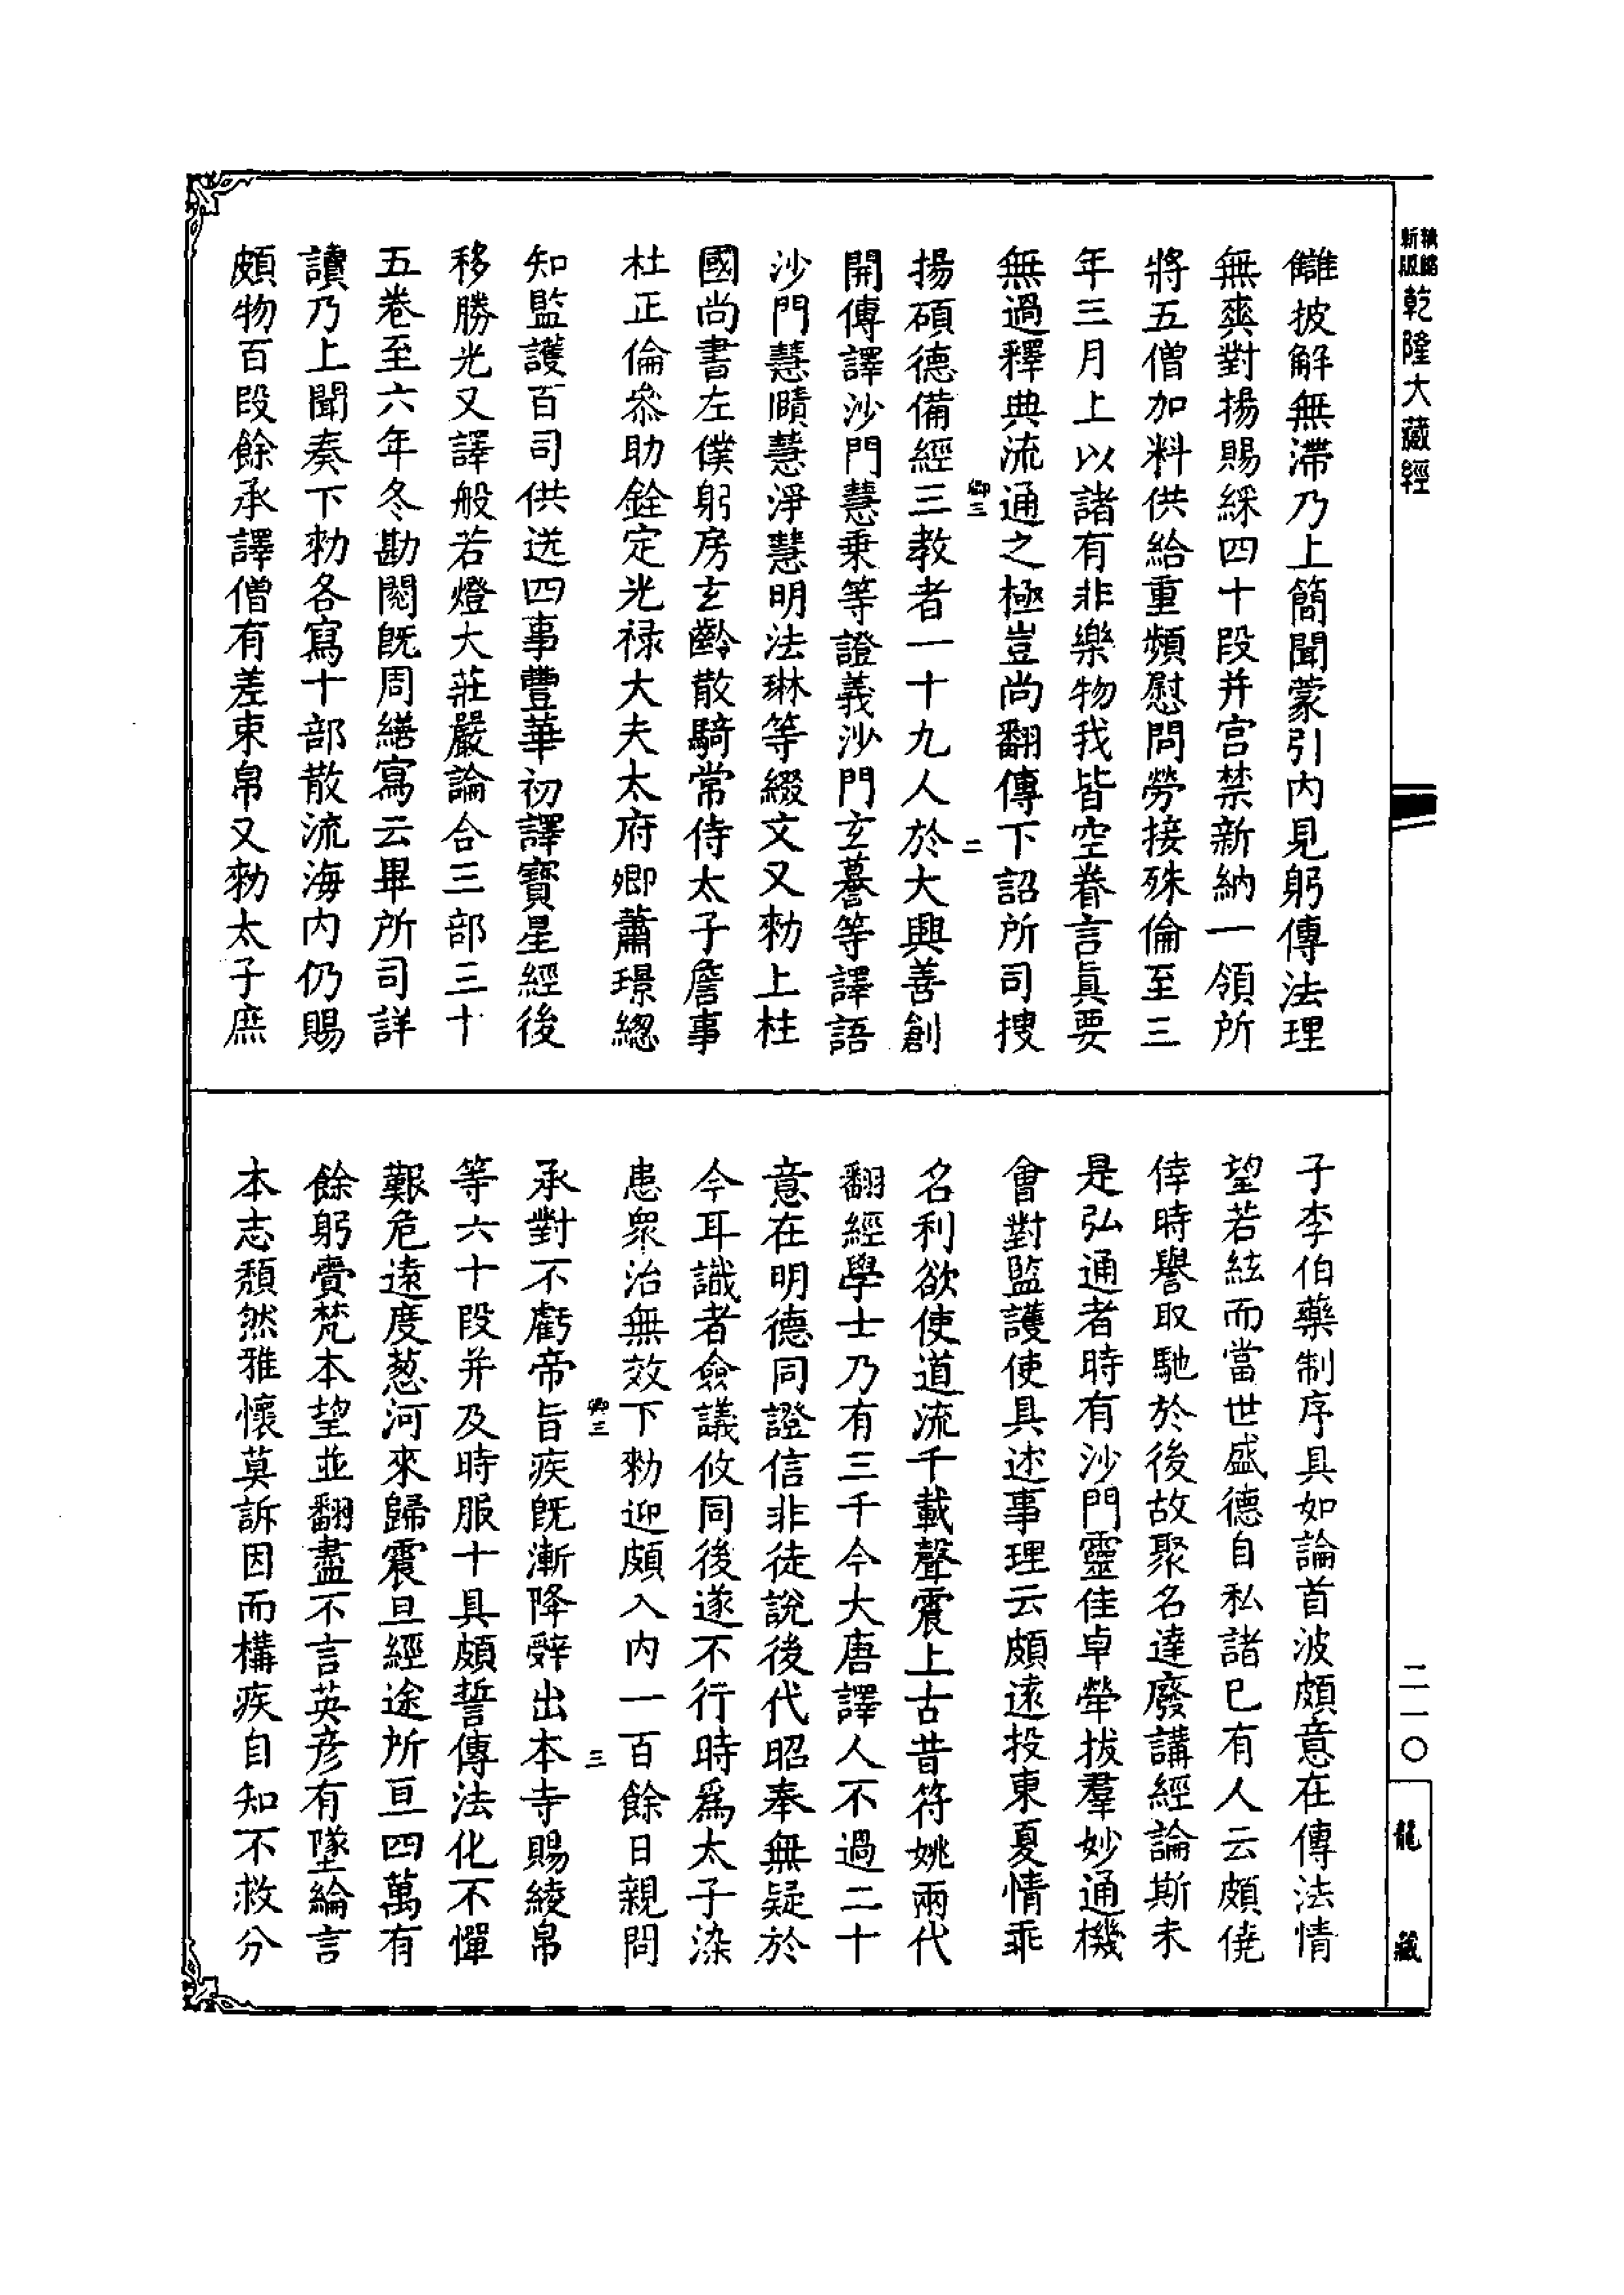 乾隆大藏經
讎披解無滯乃上簡聞蒙引內見躬傳法理
無爽對揚賜綵四十段并宮禁新納一領所
將五僧加料供給重頻慰問勞接殊倫至三
年三月上以諸有非樂物我皆空眷言眞要
無過釋典流通之極豈尚翻傳下詔所司搜
卿三 二
揚碩德備經三教者一十九人於大興善創
開傳譯沙門慧乘等證義沙門玄謩等譯語
沙門慧賾慧淨慧明法琳等綴文又勑上柱
國尚書左僕躬房玄齡散騎常侍太子詹事
杜正倫叅助銓定光禄大夫太府卿蕭璟緫
知監護百司供送四事豐華初譯寶星經後
移勝光又譯般若燈大莊嚴論合三部三十
五卷至六年冬勘閱旣周繕寫云畢所司詳
讀乃上聞奏下勑各寫十部散流海內仍賜
頗物百段餘承譯僧有差束帛又勑太子庶
子李伯藥制序具如論首波頗意在傳法情
望若絃而當世盛德自私諸己有人云頗僥
倖時譽取馳於後故聚名達廢講經論斯未
是弘通者時有沙門靈佳卓犖拔羣妙通機
會對監護使具述事理云頗遠投東夏情乖
名利欲使道流千載聲震上古昔符姚兩代
翻經學士乃有三千今大唐譯人不過二十
意在明德同證信非徒說後代昭奉無疑於
今耳識者僉議攸同後遂不行時爲太子染
患衆治無效下勑迎頗入內一百餘日親問
卿三 三
承對不虧帝旨疾旣漸降辭出本寺賜綾帛
等六十段并及時服十具頗誓傳法化不憚
艱危遠度葱河來歸震旦經途所亘四萬有
餘躬賫梵本望並翻盡不言英彥有墜綸言
本志頹然雅懷莫訴因而構疾自知不救分
二一〇
龍藏